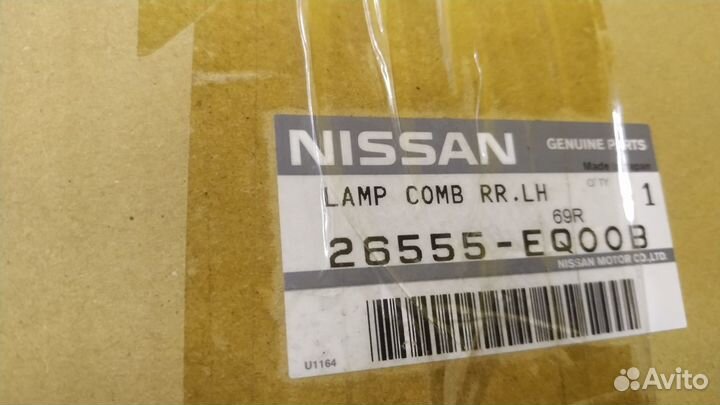 NISSAN GENUINE PARTS
Made in Japan
LAMP COMB RR.LH Q'TY 1
69R
26555-EQ00B
NISSAN MOTOR CO.,LTD.
U1164
Avito